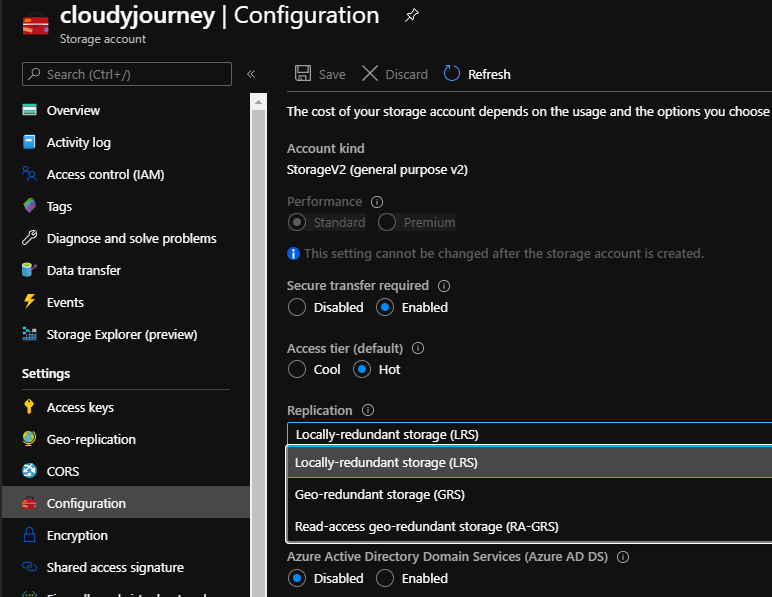 cloudyjourney | Configuration
Storage account
Search (Ctrl+/)
«
Overview
Activity log
Access control (IAM)
Tags
Diagnose and solve problems
Data transfer
Events
Storage Explorer (preview)
Settings
Access keys
Geo-replication
CORS
Configuration
Encryption
Shared access signature
Save Discard Refresh
The cost of your storage account depends on the usage and the options you choose
Account kind
StorageV2 (general purpose v2)
Performance
Standard Premium
This setting cannot be changed after the storage account is created.
Secure transfer required
Disabled Enabled
Access tier (default)
Cool Hot
Replication
Locally-redundant storage (LRS)
Locally-redundant storage (LRS)
Geo-redundant storage (GRS)
Read-access geo-redundant storage (RA-GRS)
Azure Active Directory Domain Services (Azure AD DS)
Disabled Enabled